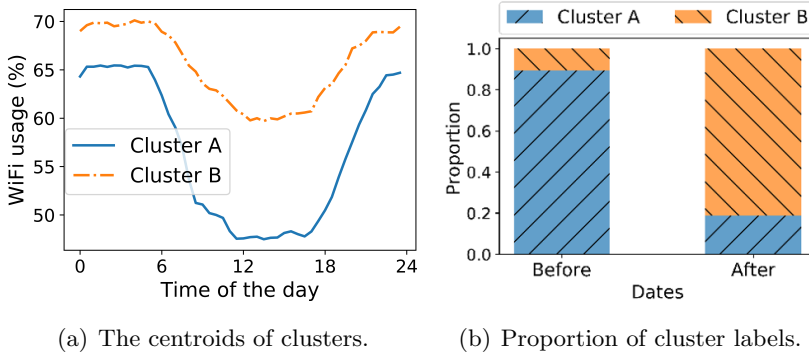 70
65
60
55
50
WiFi usage (%)
Cluster A
Cluster B
0 6 12 18 24
Time of the day
(a) The centroids of clusters.
Cluster A Cluster B
1.0
0.8
0.6
0.4
0.2
0.0
Proportion
Before After
Dates
(b) Proportion of cluster labels.